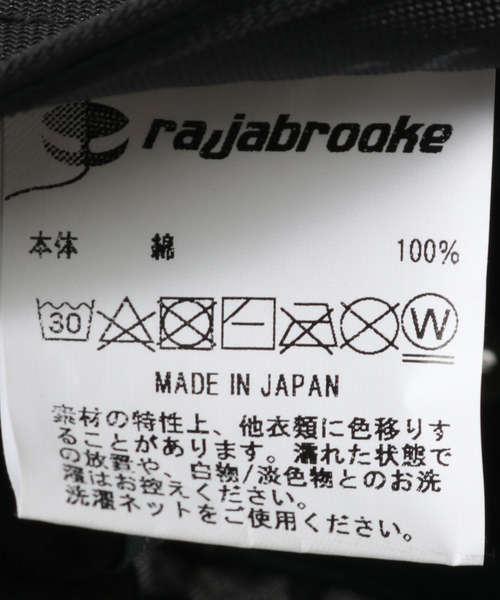 rajabrooke
本体 綿 100%
30 W
MADE IN JAPAN
素材の特性上、他衣類に色移りす
ることがあります。濡れた状態で
の放置や、白物/淡色物とのお洗
濯はお控えください。
洗濯ネットをご使用ください。